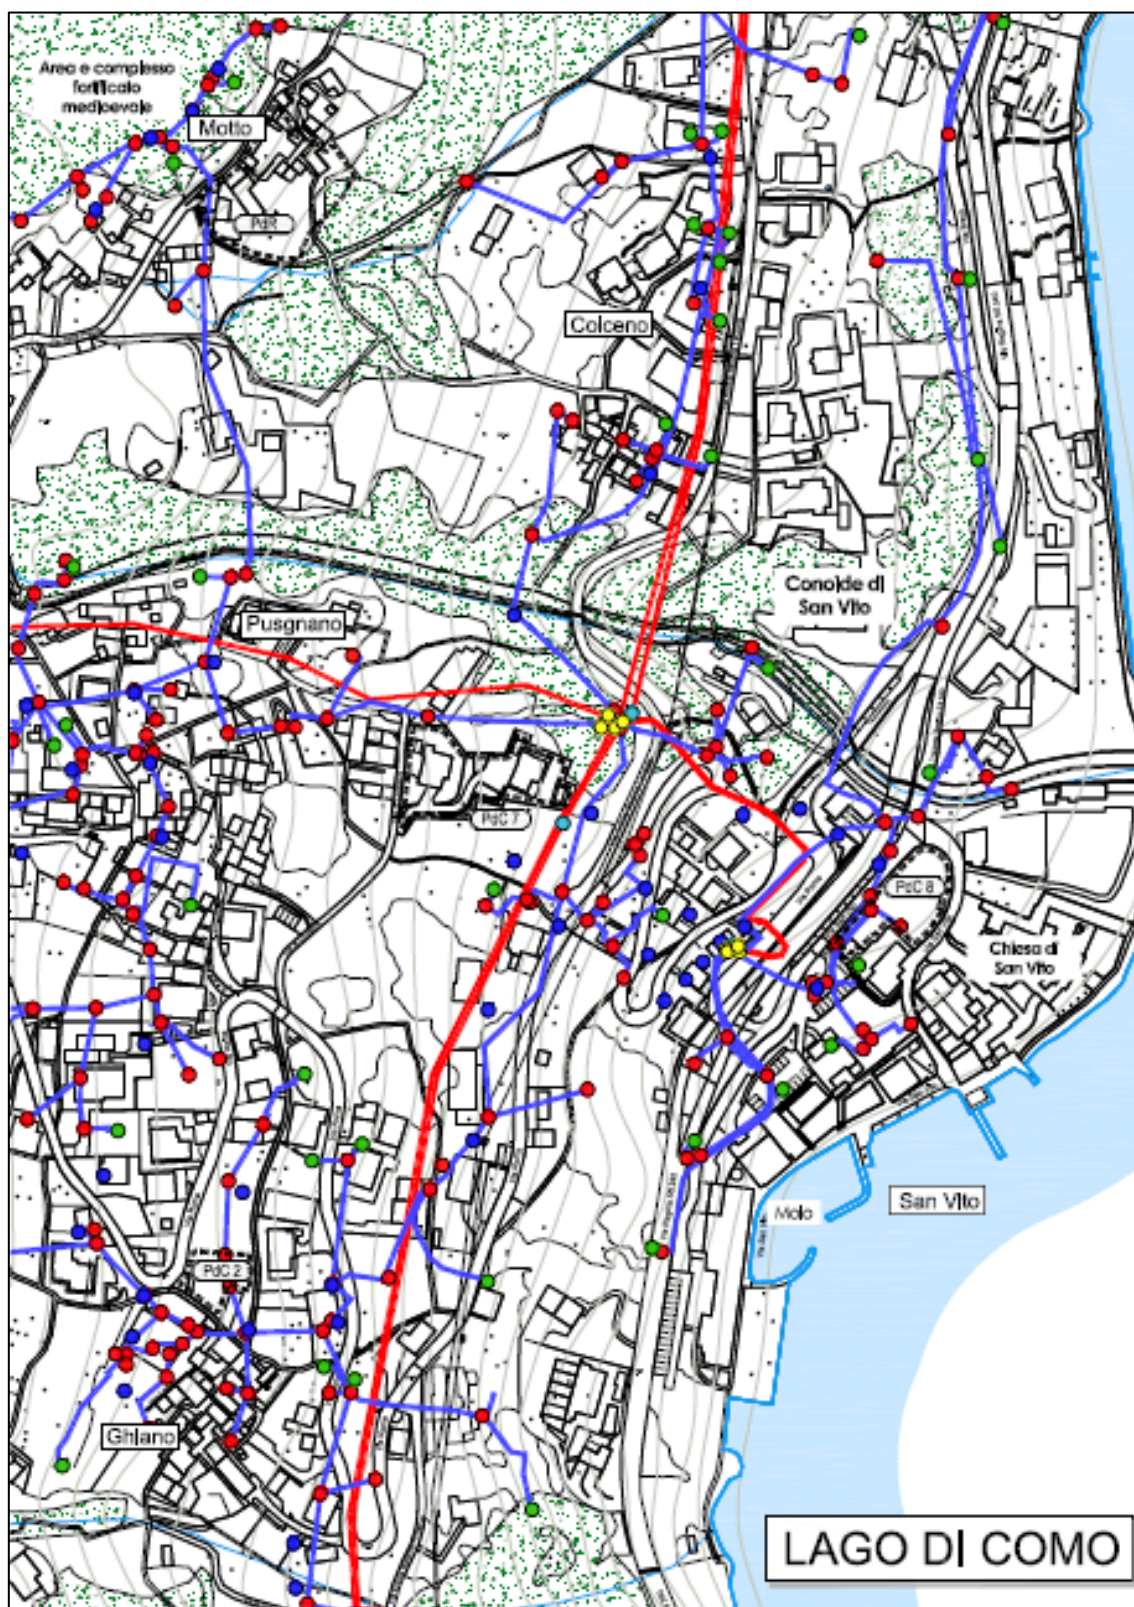 Area e complesso
fortificato
medioevale
Motto
PdR
Colceno
Conoide di
San Vito
Pusgnano
PdC 7
PdC 8
Chiesa di
San Vito
San Vito
Molo
PdC 2
Ghiano
LAGO DI COMO